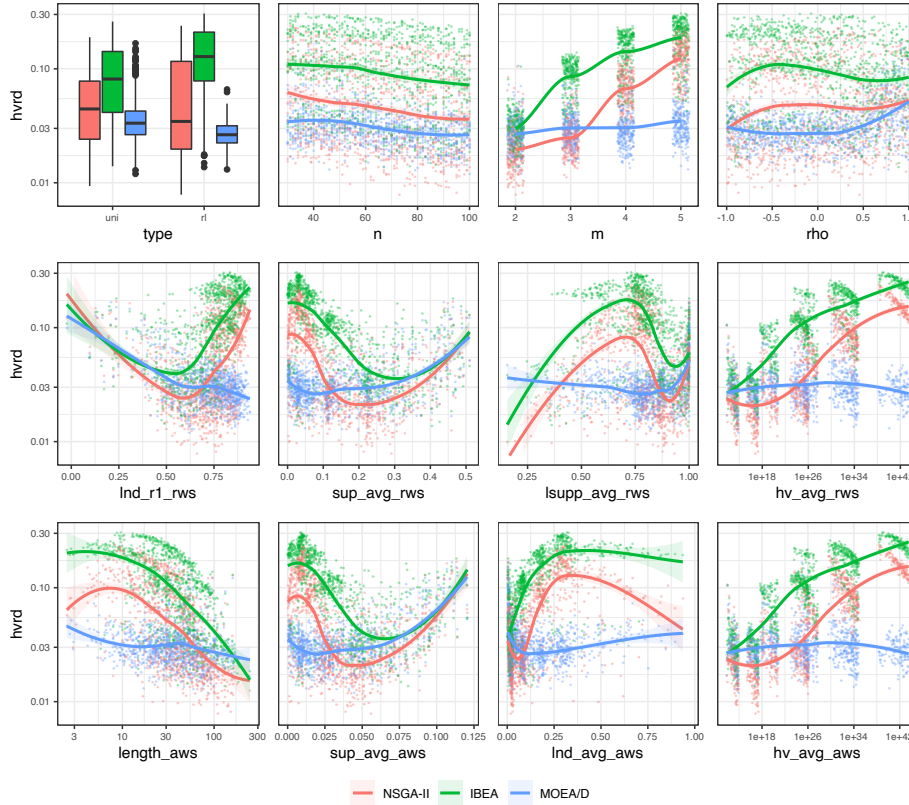 0.30
0.10
0.03
0.01
hvrd
uni
rl
type
40 60 80 100
n
2 3 4 5
m
-1.0 -0.5 0.0 0.5 1.
rho
0.30
0.10
0.03
0.01
hvrd
0.00 0.25 0.50 0.75
lnd_r1_rws
0.0 0.1 0.2 0.3 0.4 0.5
sup_avg_rws
0.25 0.50 0.75 1.00
lsupp_avg_rws
1e+18 1e+26 1e+34 1e+42
hv_avg_rws
0.30
0.10
0.03
0.01
hvrd
3 10 30 100 300
length_aws
0.000 0.025 0.050 0.075 0.100 0.125
sup_avg_aws
0.00 0.25 0.50 0.75 1.00
lnd_avg_aws
1e+18 1e+26 1e+34 1e+42
hv_avg_aws
NSGA-II IBEA MOEA/D